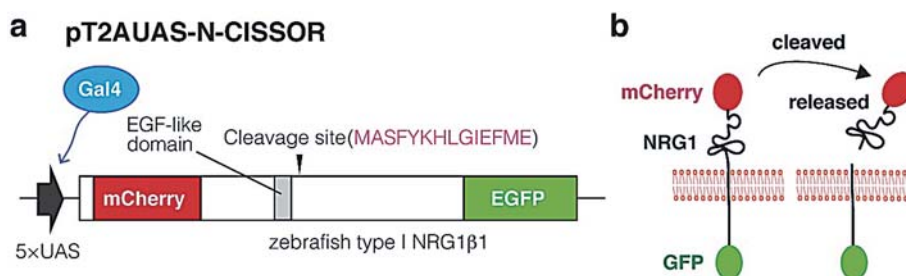 a pT2AUAS-N-CISSOR
Gal4
EGF-like
domain
Cleavage site(MASFYKHLGIEFME)
mCherry
EGFP
5×UAS
zebrafish type I NRG1β1
b
cleaved
mCherry
released
NRG1
GFP